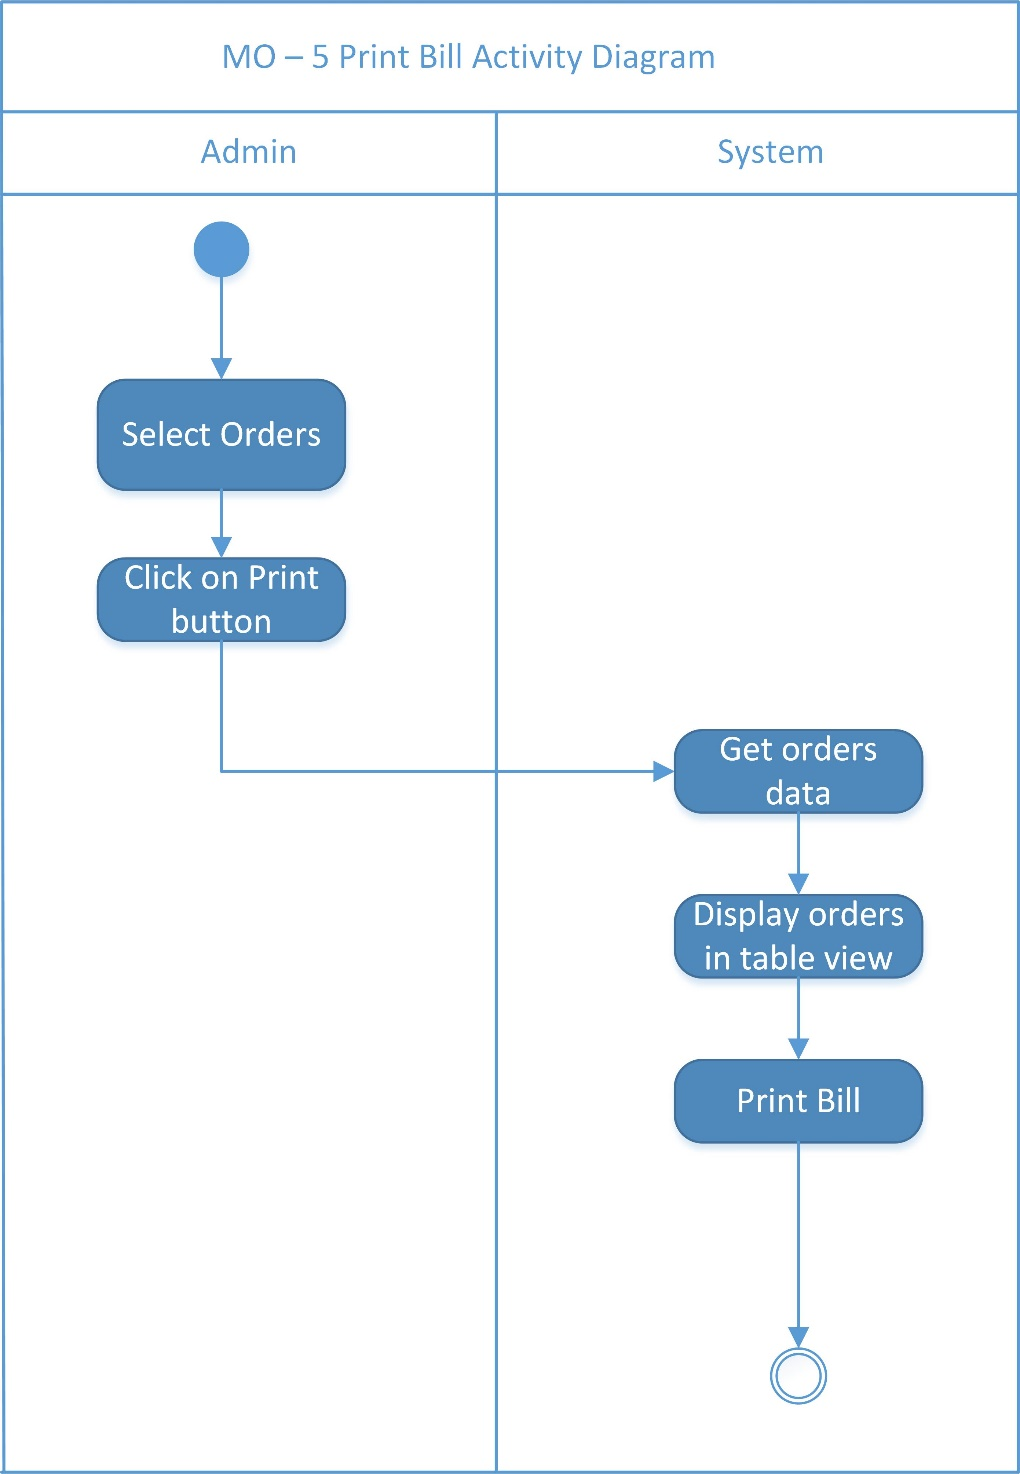 MO – 5 Print Bill Activity Diagram
Admin
System
Select Orders
Click on Print
button
Get orders
data
Display orders
in table view
Print Bill